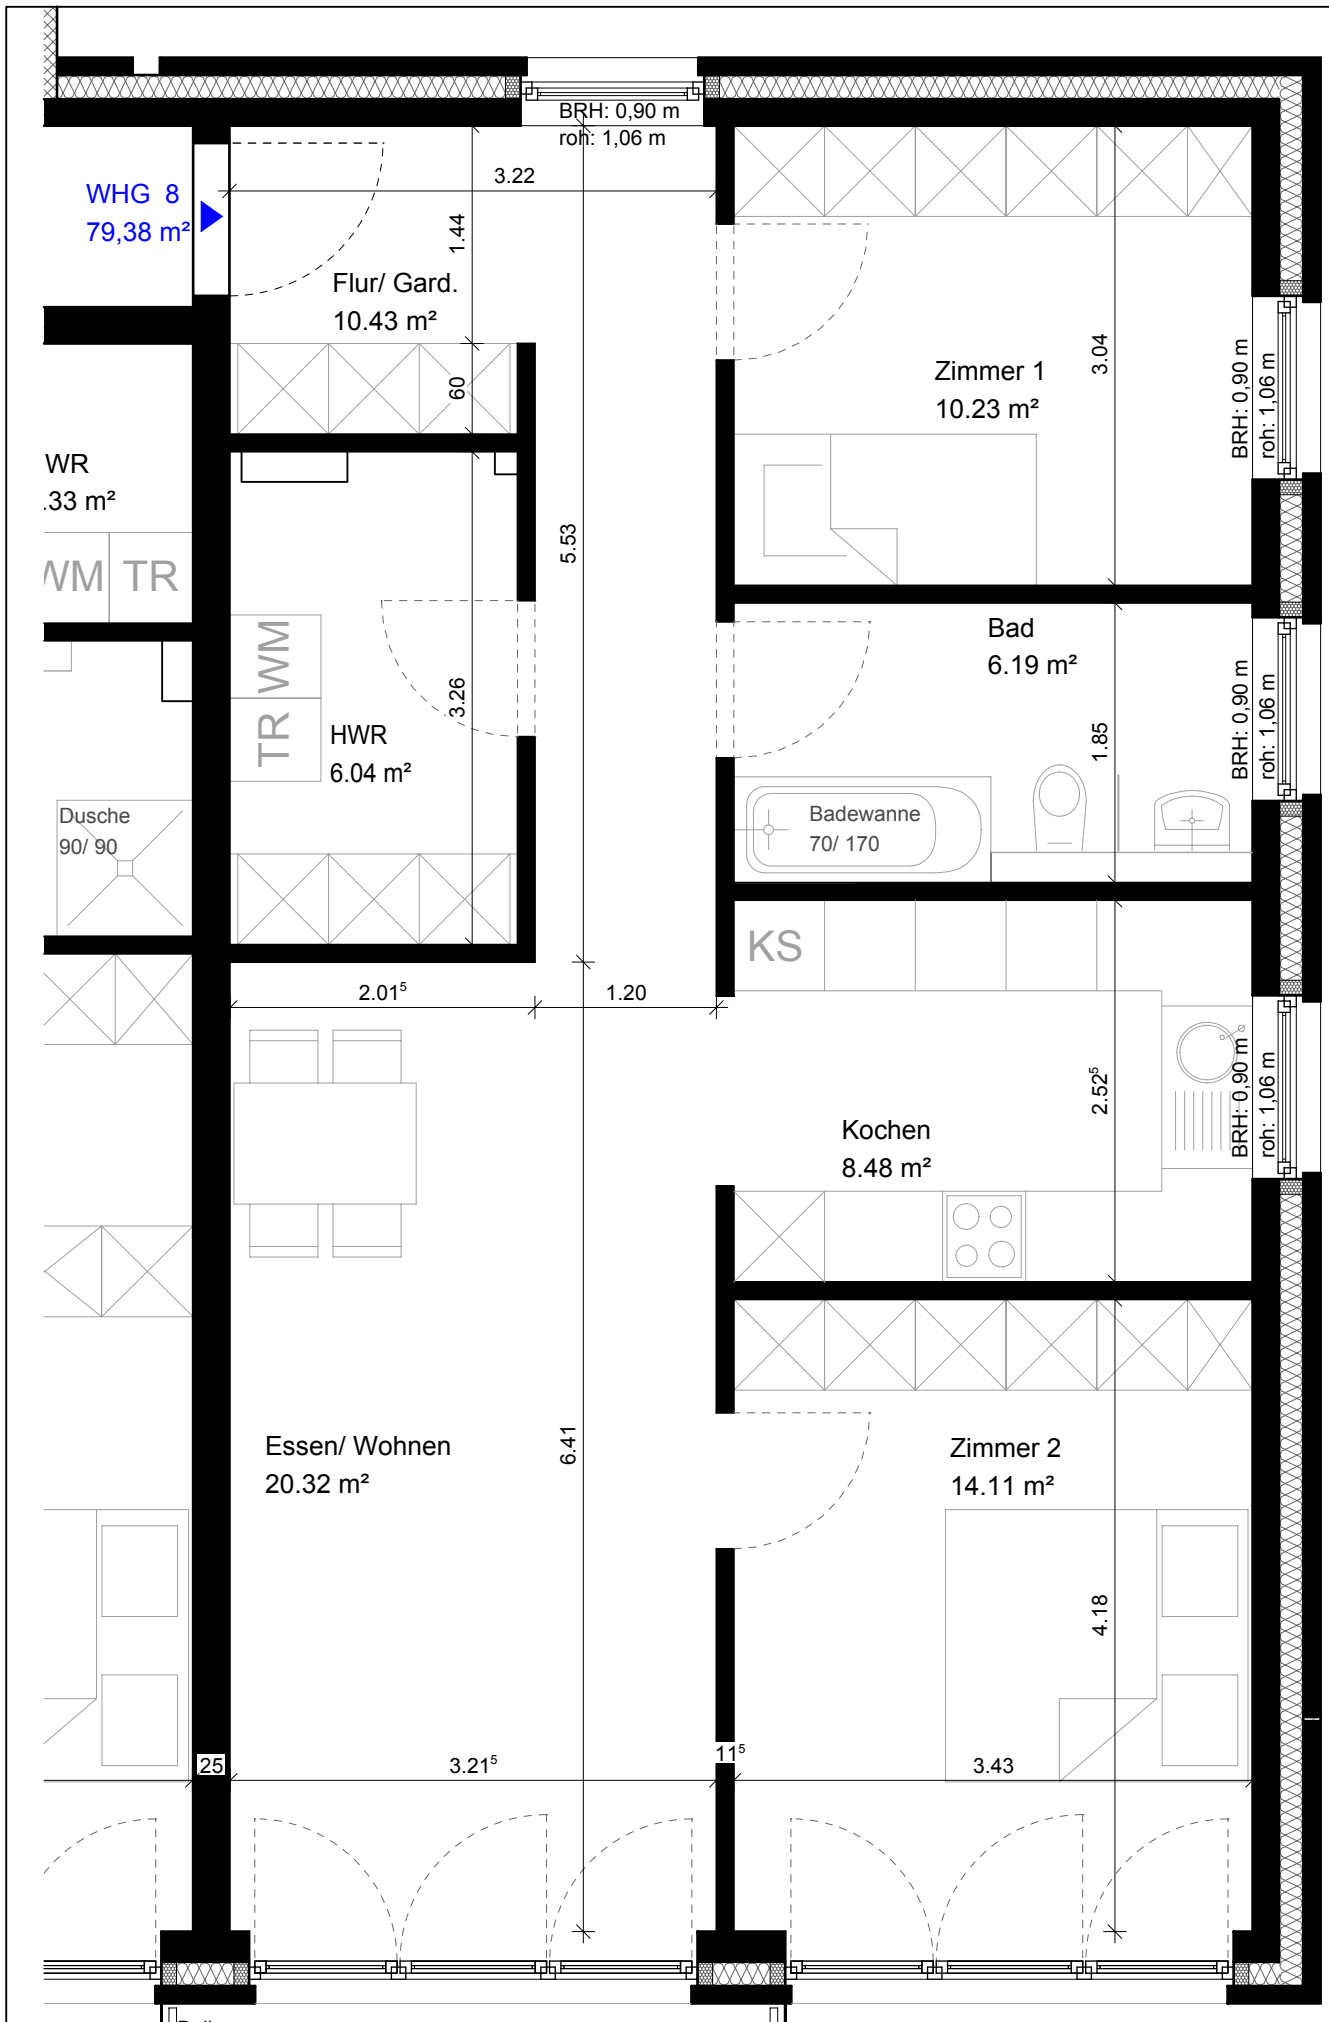 BRH: 0,90 m
roh: 1,06 m
WHG 8
79,38 m²
3.22
1.44
Flur/ Gard.
10.43 m²
60
3.04
Zimmer 1
10.23 m²
BRH: 0,90 m
roh: 1,06 m
WR
.33 m²
WM
TR
5.53
WM
TR
3.26
HWR
6.04 m²
Bad
6.19 m²
1.85
BRH: 0,90 m
roh: 1,06 m
Dusche
90/ 90
Badewanne
70/ 170
KS
2.01⁵
1.20
2.52⁵
BRH: 0,90 m
roh: 1,06 m
Kochen
8.48 m²
Essen/ Wohnen
20.32 m²
6.41
Zimmer 2
14.11 m²
4.18
25
3.21⁵
11⁵
3.43